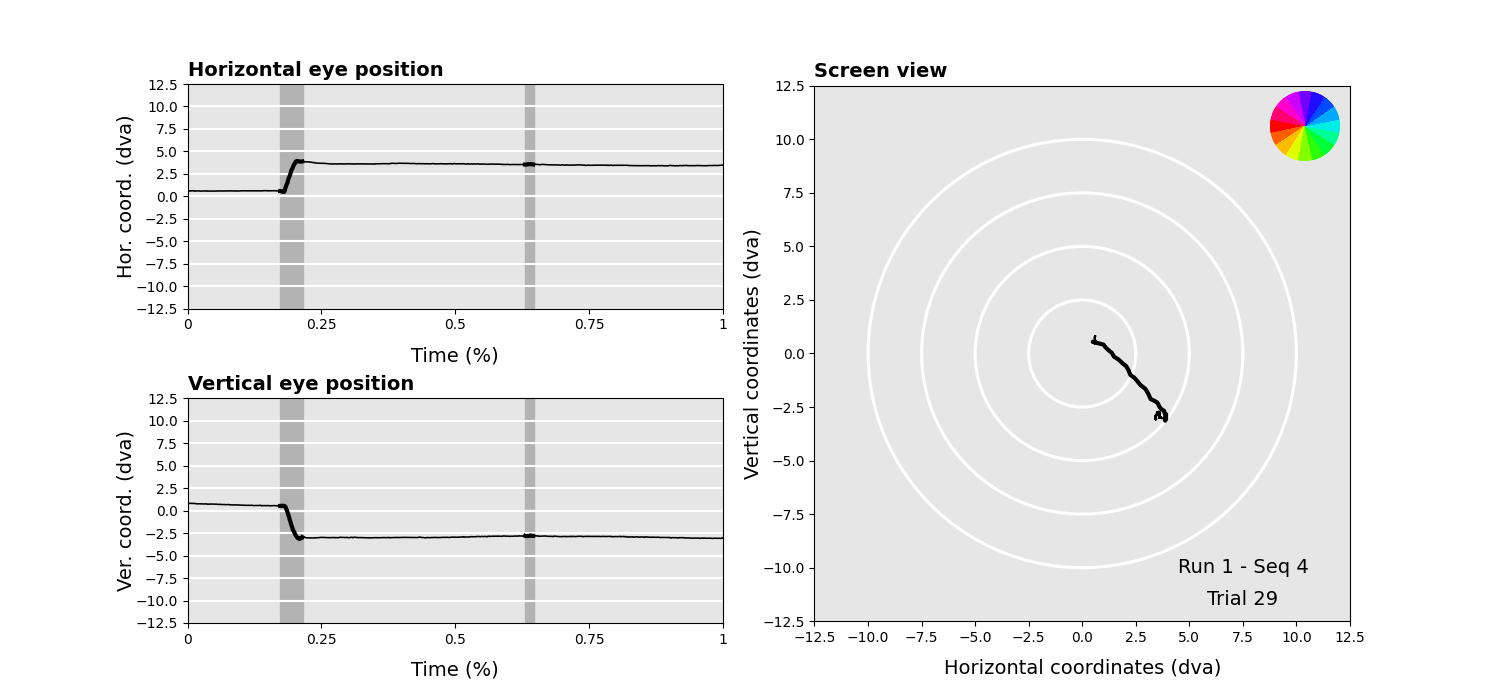 Horizontal eye position
12.5
10.0
7.5
5.0
2.5
0.0
−2.5
−5.0
−7.5
−10.0
−12.5
Hor. coord. (dva)
0 0.25 0.5 0.75 1
Time (%)
Vertical eye position
12.5
10.0
7.5
5.0
2.5
0.0
−2.5
−5.0
−7.5
−10.0
−12.5
Ver. coord. (dva)
0 0.25 0.5 0.75 1
Time (%)
Screen view
12.5
10.0
7.5
5.0
2.5
0.0
−2.5
−5.0
−7.5
−10.0
−12.5
Vertical coordinates (dva)
Run 1 - Seq 4
Trial 29
−12.5 −10.0 −7.5 −5.0 −2.5 0.0 2.5 5.0 7.5 10.0 12.5
Horizontal coordinates (dva)